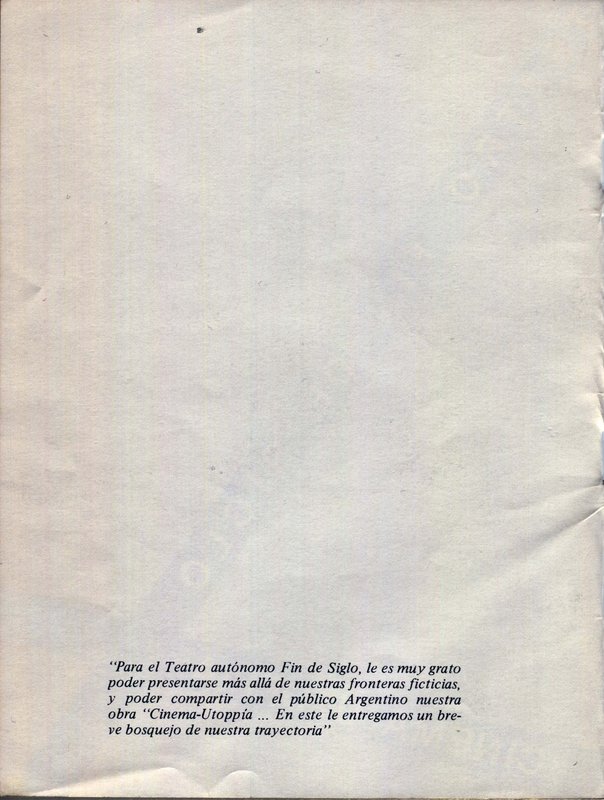 "Para el Teatro autónomo Fin de Siglo, le es muy grato
poder presentarse más allá de nuestras fronteras ficticias,
y poder compartir con el público Argentino nuestra
obra "Cinema-Utoppía ... En este le entregamos un bre-
ve bosquejo de nuestra trayectoria"